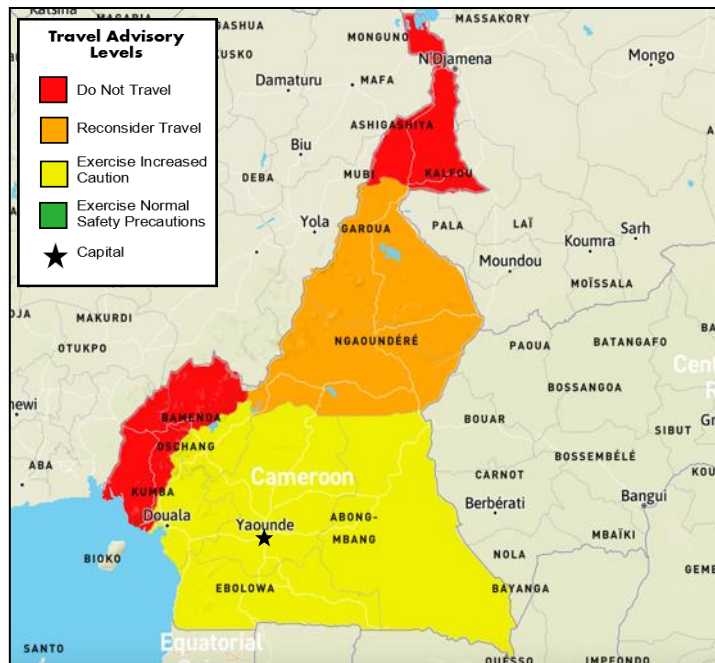 Travel Advisory
Levels
Do Not Travel
Reconsider Travel
Exercise Increased
Caution
Exercise Normal
Safety Precautions
Capital
Katsina
MAGARIA
GASHUA
KUSKO
MASSAKORY
MONGUNO
N'Djamena
Mongo
Damaturu
MAFA
ASHIGASHIYA
Biu
DEBA
MUBI
KALFOU
Yola
GAROUA
PALA
LAÏ
Sarh
Koumra
Moundou
MOÏSSALA
MAKURDI
OTUKPO
NGAOUNDÉRÉ
PAOUA
BATANGAFO
BOSSANGOA
BAMENDA
BOUAR
SIBUT
DSCHANG
ABA
Cameroon
BOSSEMBÉLÉ
CARNOT
KUMBA
Berbérati
Bangui
Douala
Yaounde
ABONG-
MBANG
MBAÏKI
BIOKO
NOLA
EBOLOWA
BAYANGA
SANTO
Equatorial
OUÉSSO
IMPFONDO